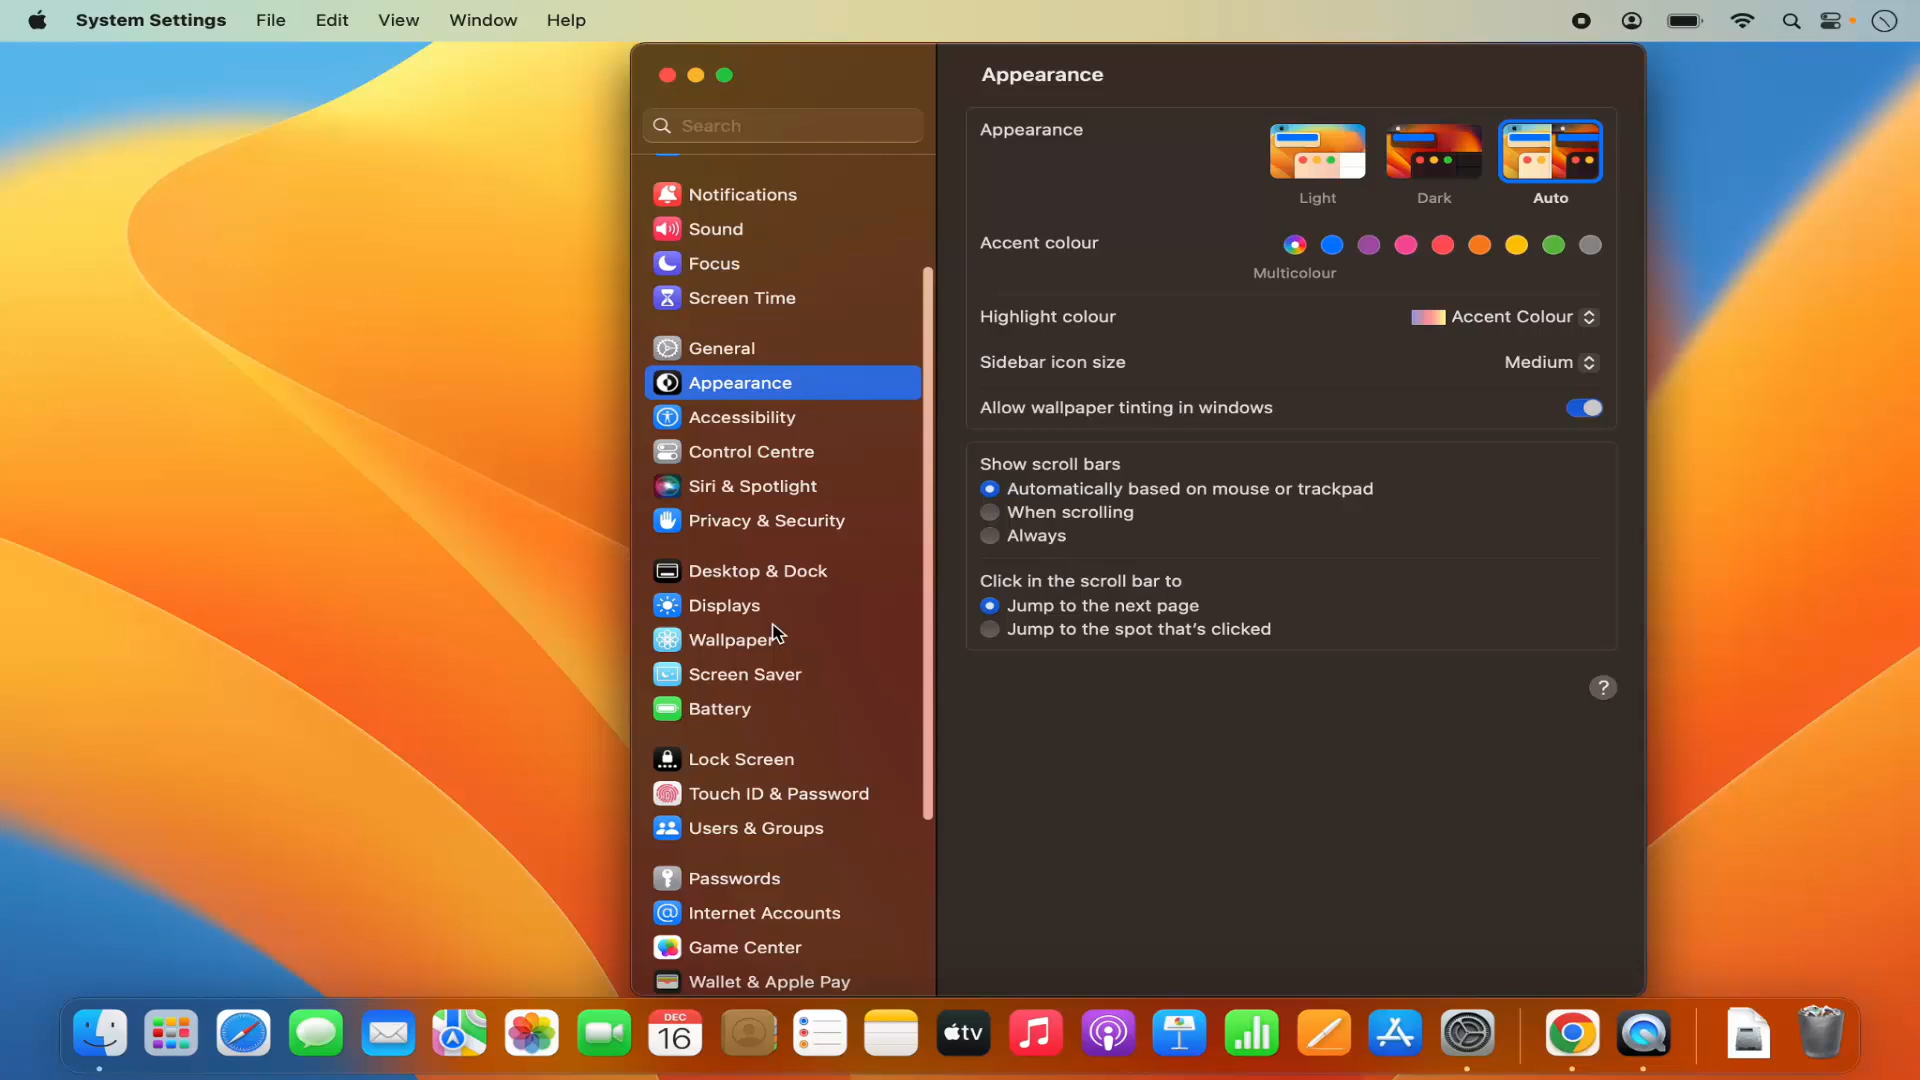 System Settings File Edit View Window Help
Search
Notifications
Sound
Focus
Screen Time
General
Appearance
Accessibility
Control Centre
Siri & Spotlight
Privacy & Security
Desktop & Dock
Displays
Wallpaper
Screen Saver
Battery
Lock Screen
Touch ID & Password
Users & Groups
Passwords
Internet Accounts
Game Center
Wallet & Apple Pay
Appearance
Appearance
Light Dark Auto
Accent colour
Multicolour
Highlight colour Accent Colour
Sidebar icon size Medium
Allow wallpaper tinting in windows
Show scroll bars
Automatically based on mouse or trackpad
When scrolling
Always
Click in the scroll bar to
Jump to the next page
Jump to the spot that's clicked
?
DEC
16
tv